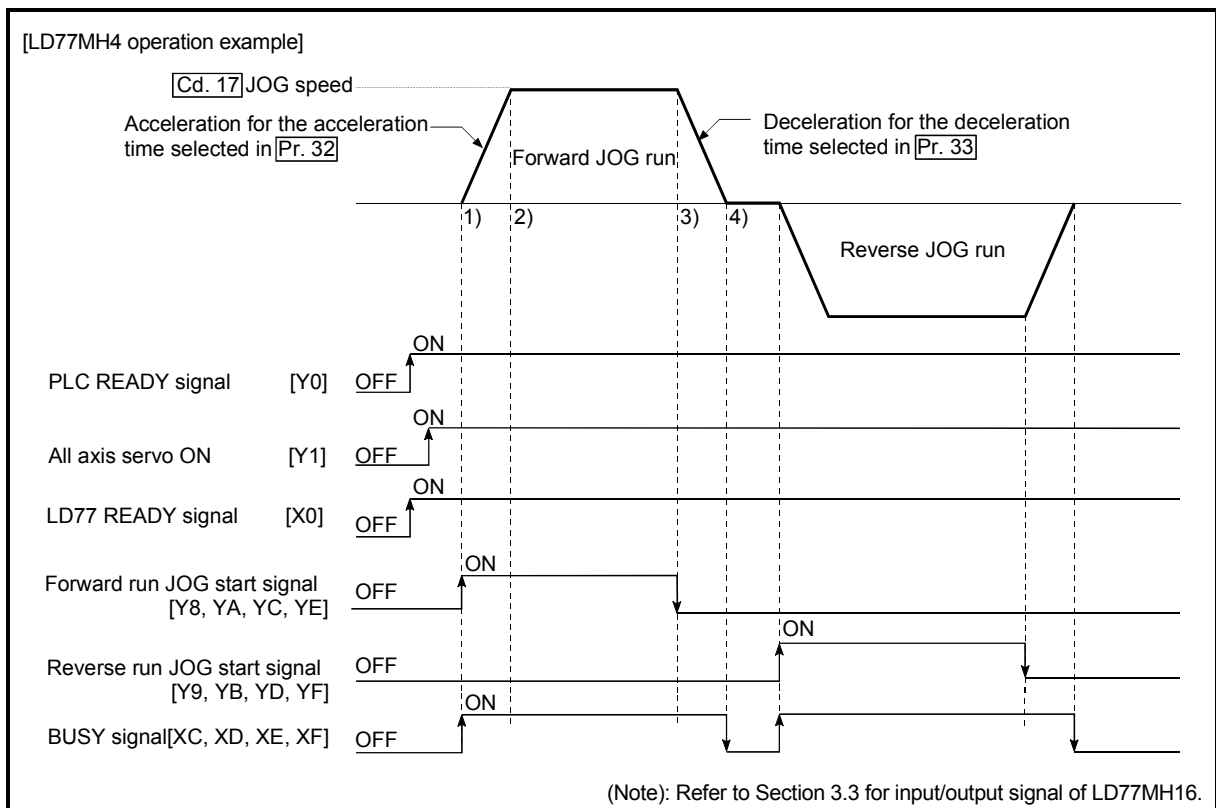 [LD77MH4 operation example]
Cd. 17 JOG speed
Acceleration for the acceleration
time selected in Pr. 32
Forward JOG run
Deceleration for the deceleration
time selected in Pr. 33
1) 2) 3) 4)
Reverse JOG run
ON
PLC READY signal [Y0] OFF
ON
All axis servo ON [Y1] OFF
ON
LD77 READY signal [X0] OFF
ON
Forward run JOG start signal OFF
[Y8, YA, YC, YE]
ON
Reverse run JOG start signal OFF
[Y9, YB, YD, YF]
ON
BUSY signal[XC, XD, XE, XF] OFF
(Note): Refer to Section 3.3 for input/output signal of LD77MH16.